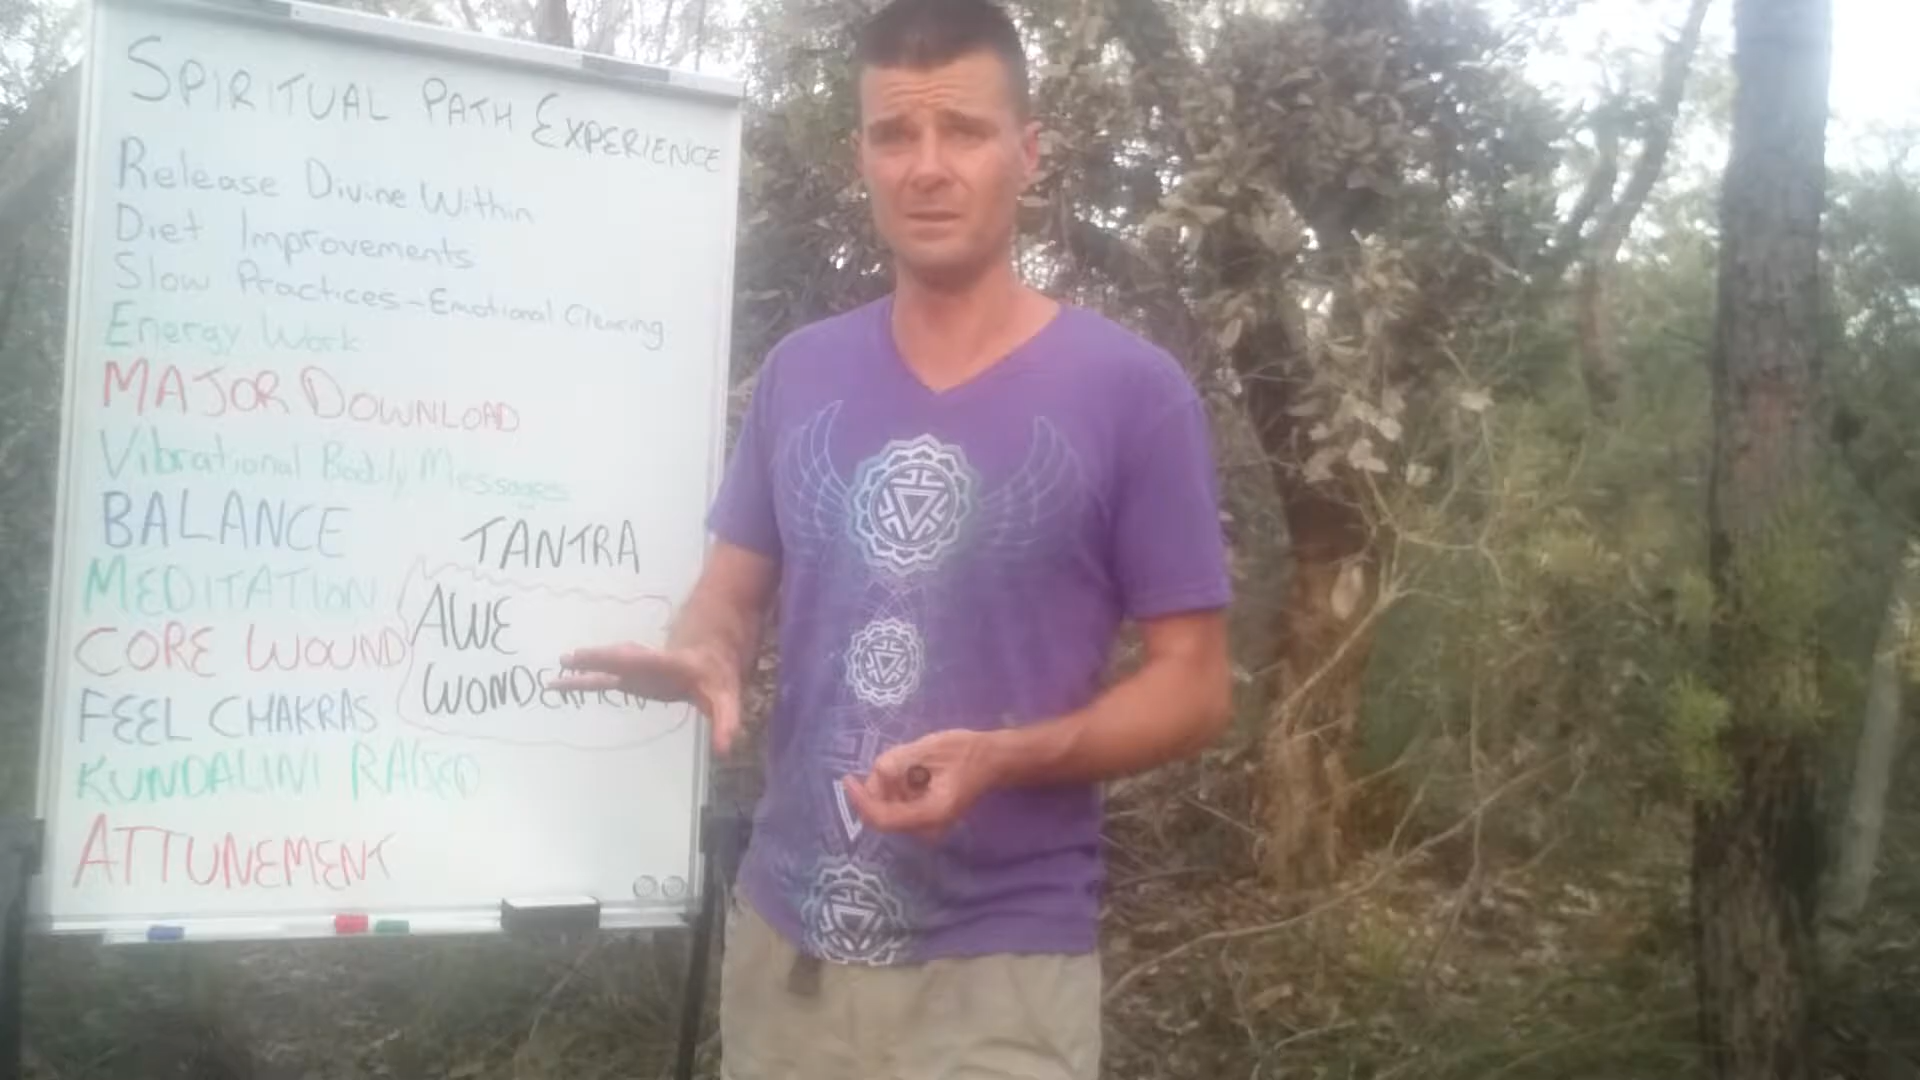 SPIRITUAL PATH EXPERIENCE
Release Divine Within
Diet Improvements
Slow Practices - Emotional Clearing
Energy Work
MAJOR DOWNLOAD
Vibrational Bodily Messages
BALANCE
TANTRA
MEDITATION
AWE
CORE WOUND
WONDERMEN
FEEL CHAKRAS
KUNDALINI RAISED
ATTUNEMENT